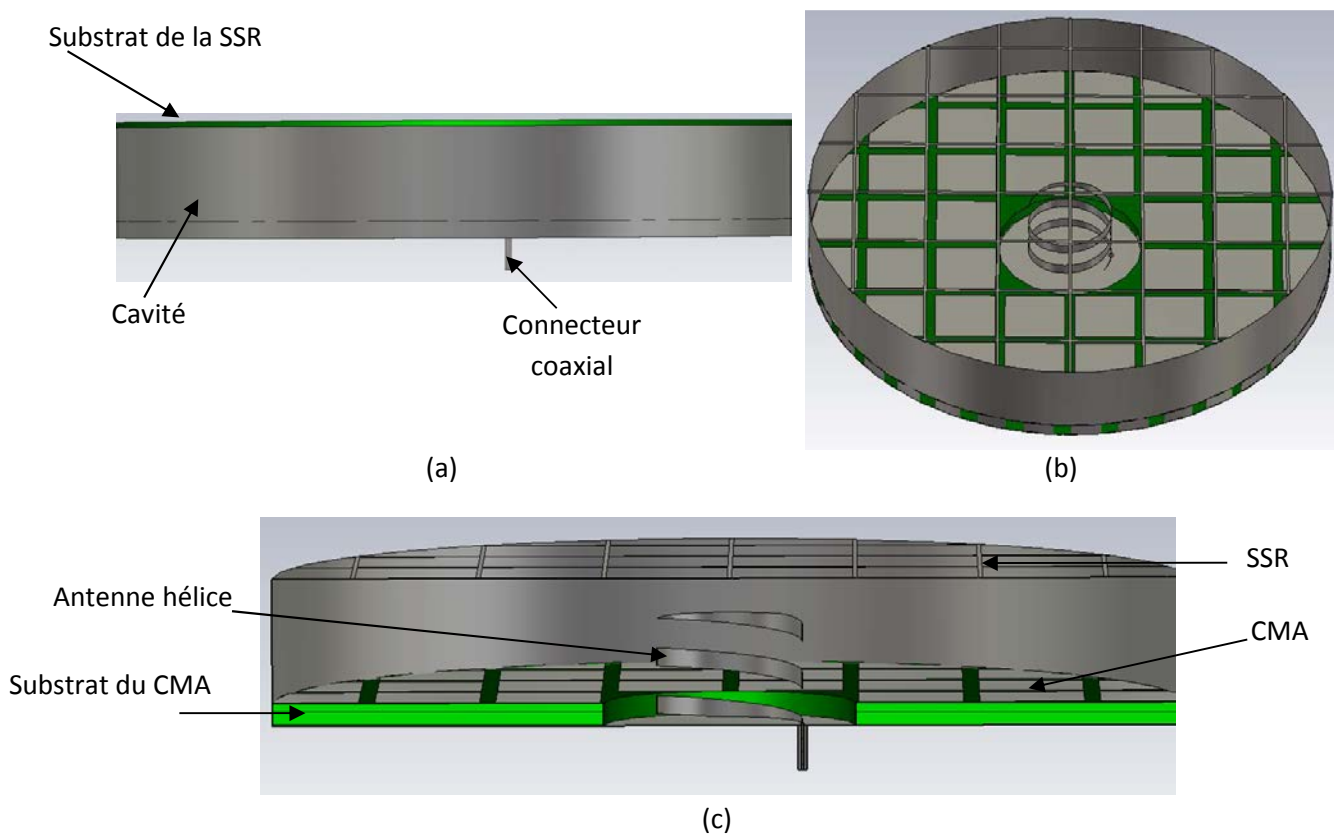 Substrat de la SSR
Cavité
Connecteur
coaxial
(a)
(b)
Antenne hélice
Substrat du CMA
SSR
CMA
(c)